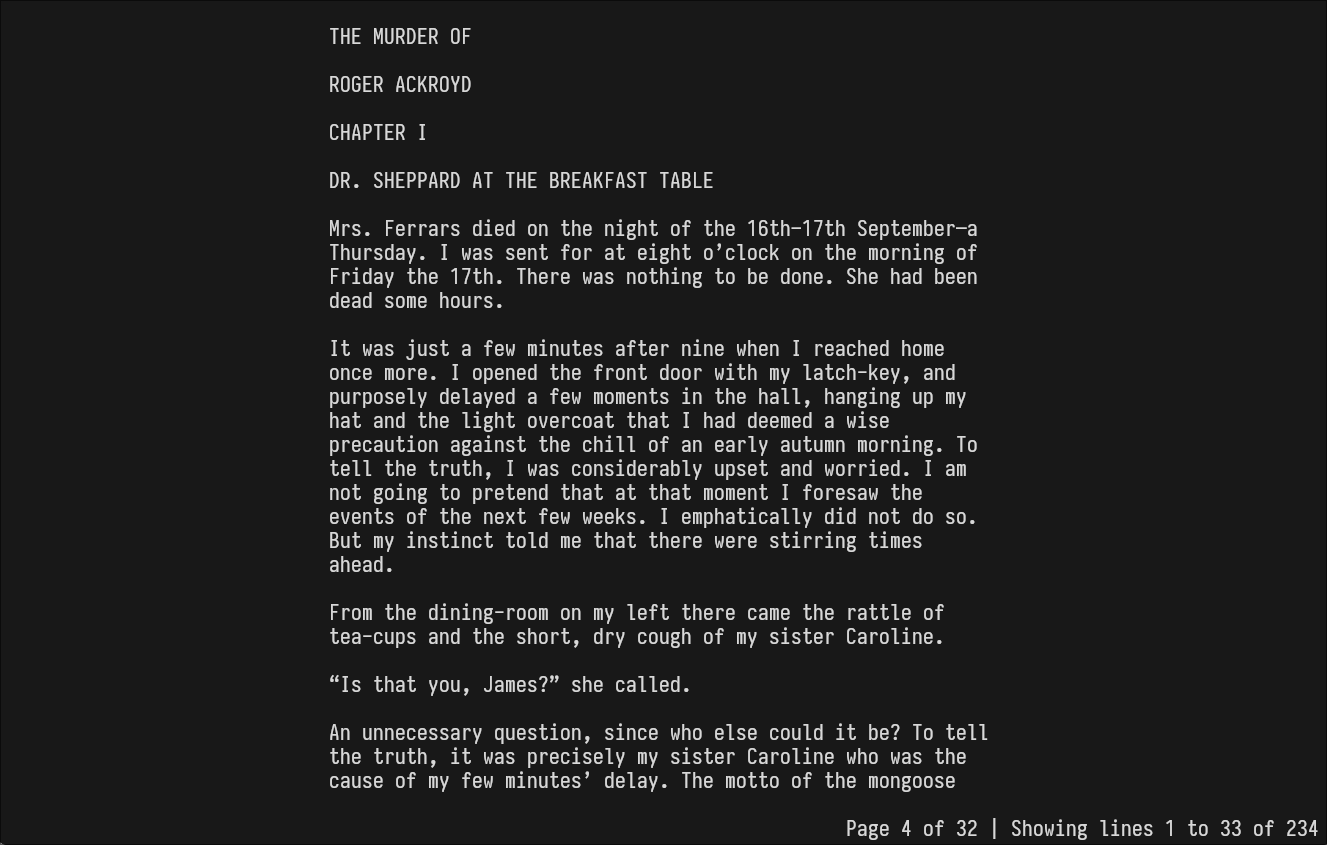 THE MURDER OF
ROGER ACKROYD
CHAPTER I
DR. SHEPPARD AT THE BREAKFAST TABLE
Mrs. Ferrars died on the night of the 16th–17th September—a
Thursday. I was sent for at eight o’clock on the morning of
Friday the 17th. There was nothing to be done. She had been
dead some hours.
It was just a few minutes after nine when I reached home
once more. I opened the front door with my latch-key, and
purposely delayed a few moments in the hall, hanging up my
hat and the light overcoat that I had deemed a wise
precaution against the chill of an early autumn morning. To
tell the truth, I was considerably upset and worried. I am
not going to pretend that at that moment I foresaw the
events of the next few weeks. I emphatically did not do so.
But my instinct told me that there were stirring times
ahead.
From the dining-room on my left there came the rattle of
tea-cups and the short, dry cough of my sister Caroline.
“Is that you, James?” she called.
An unnecessary question, since who else could it be? To tell
the truth, it was precisely my sister Caroline who was the
cause of my few minutes’ delay. The motto of the mongoose
Page 4 of 32 | Showing lines 1 to 33 of 234